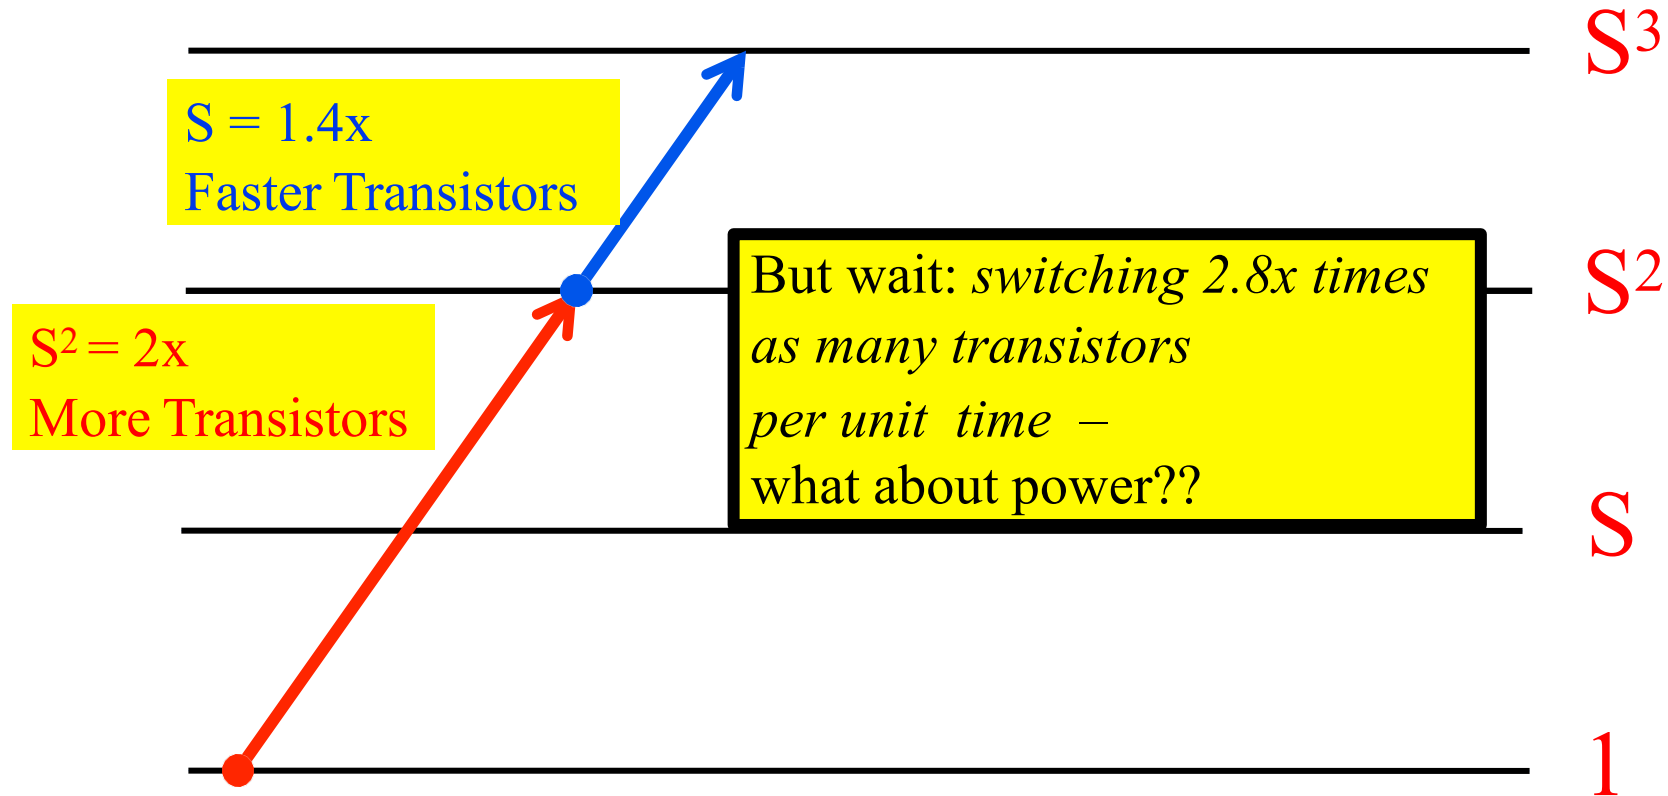 S³
S = 1.4x
Faster Transistors
But wait: switching 2.8x times
as many transistors
per unit time –
what about power??
S²
S² = 2x
More Transistors
S
1